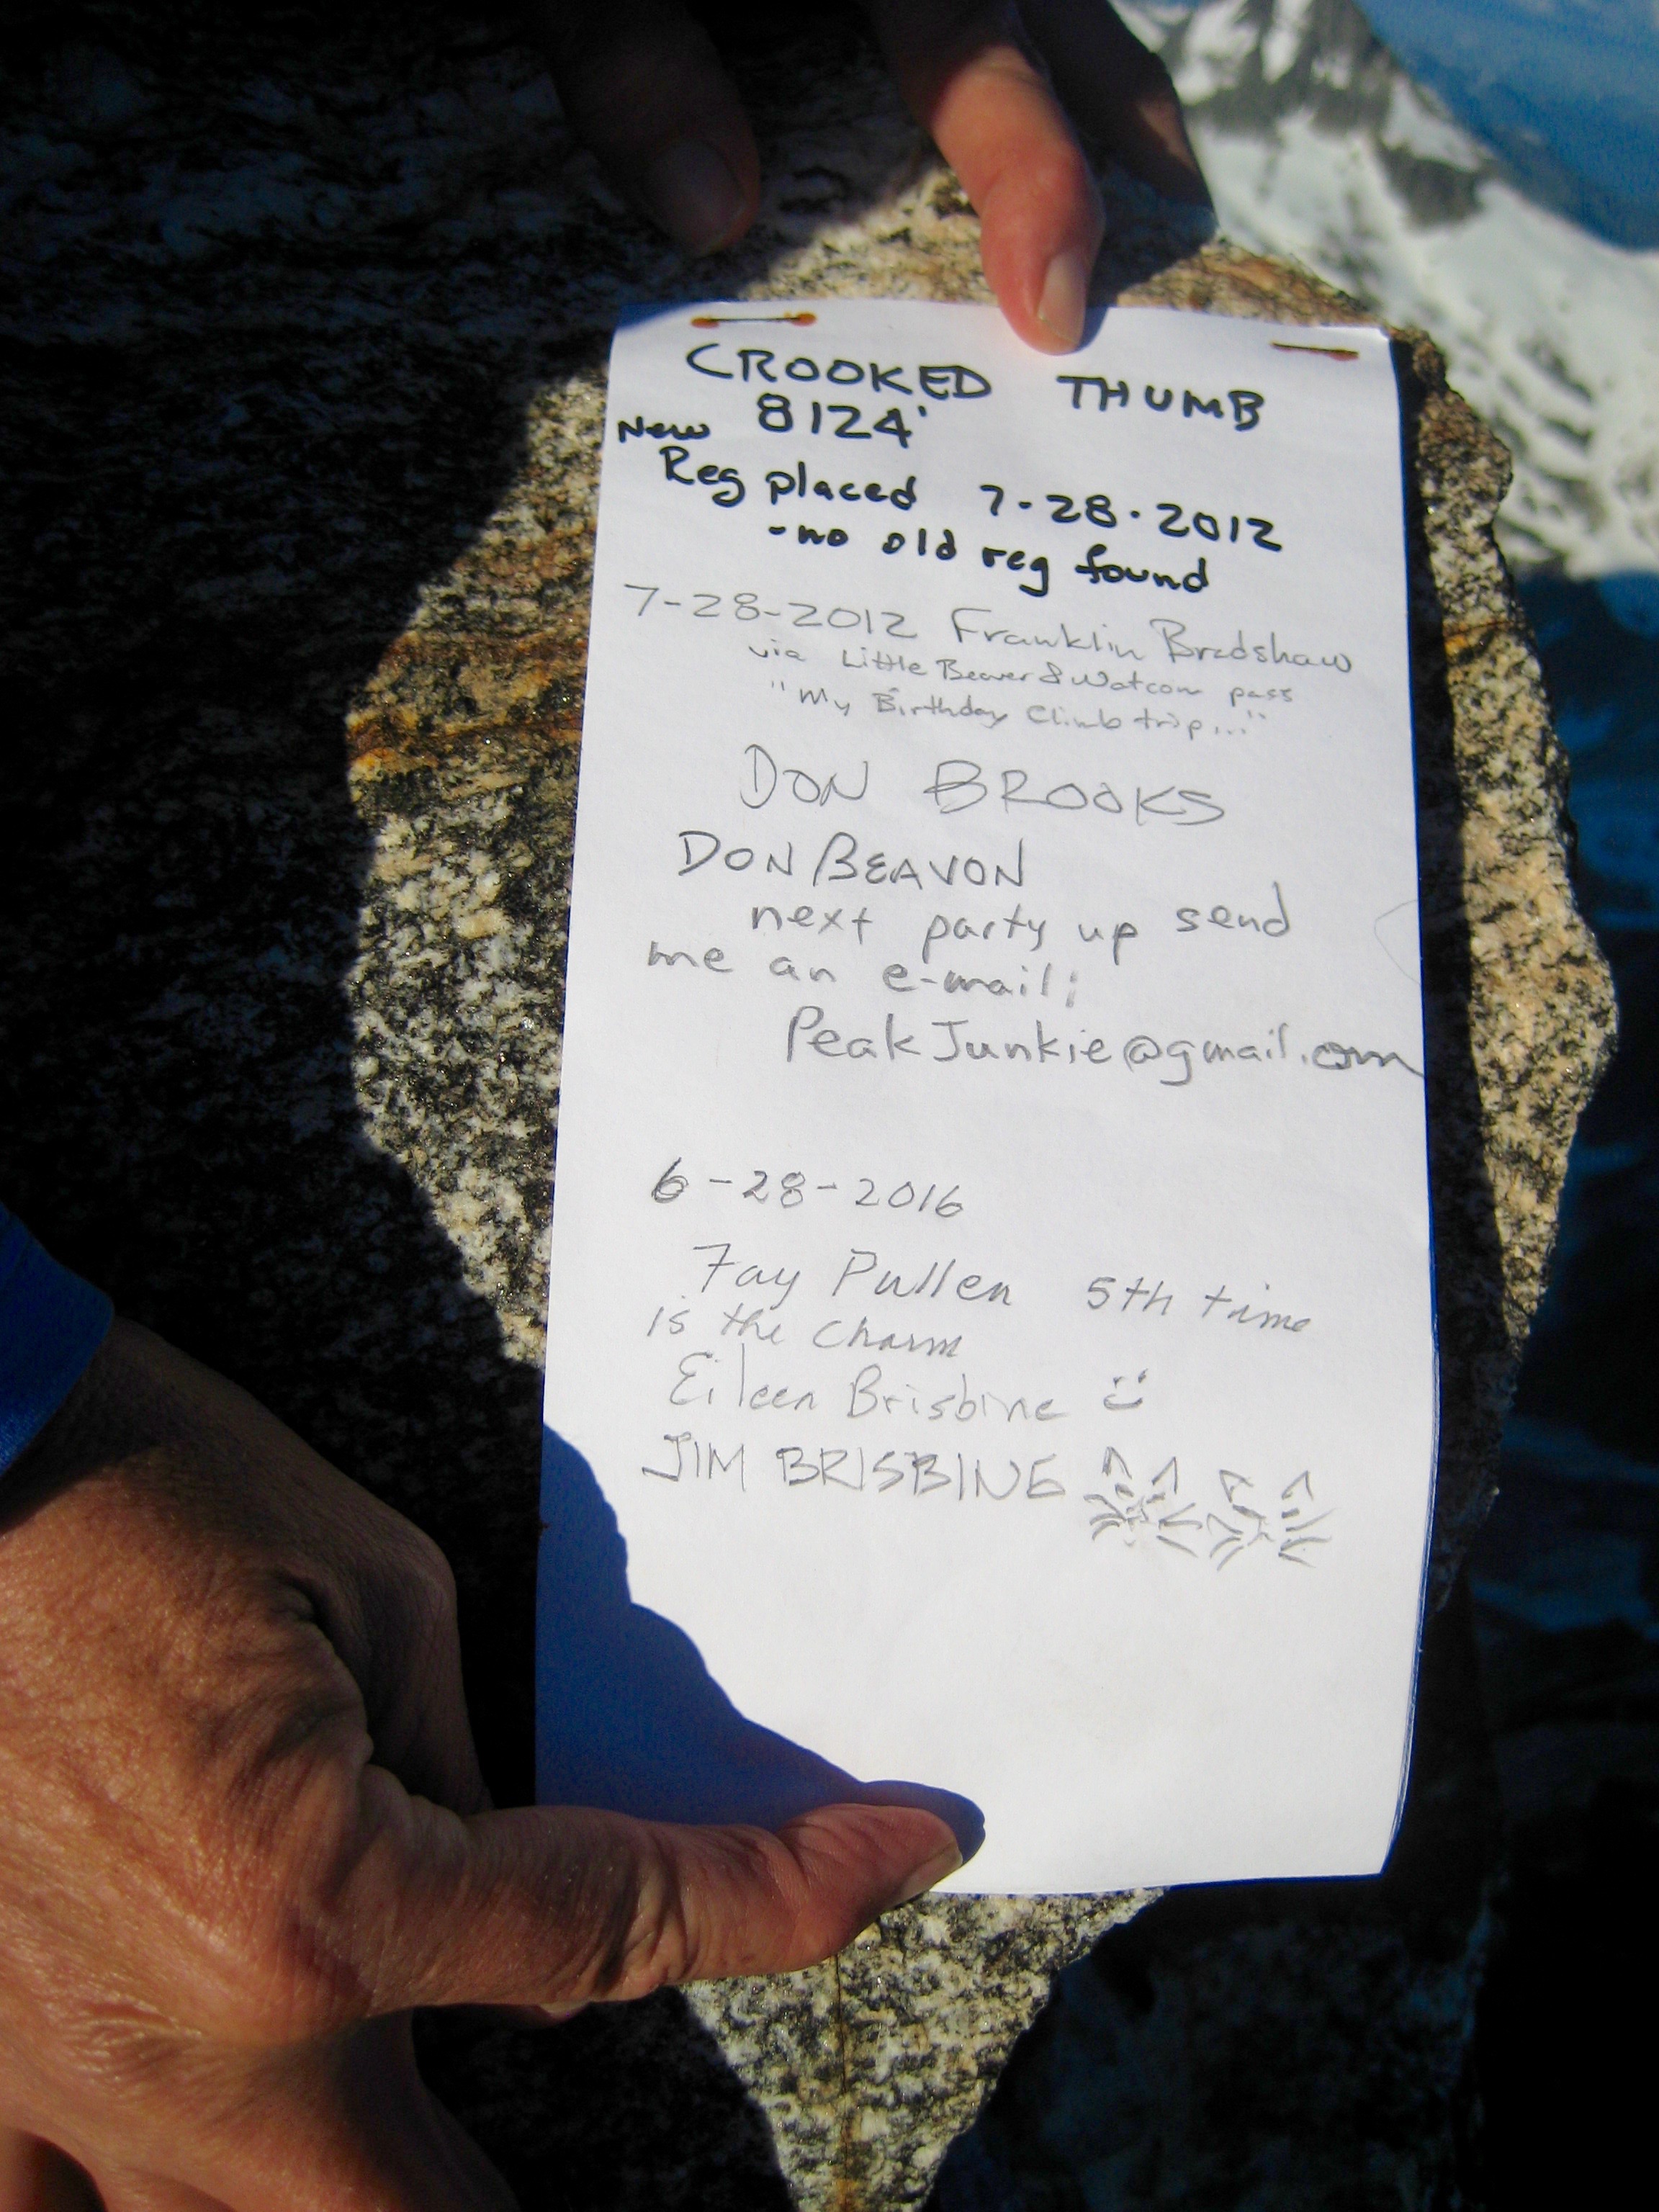 CROOKED THUMB
8124'
New
Reg placed 7-28-2012
-no old reg found
7-28-2012 Franklin Bradshaw
via Little Beaver & Watcom pass
"My Birthday Climb trip..."
DON BROOKS
DON BEAVON
next party up send
me an e-mail:
PeakJunkie@gmail.com
6-28-2016
Fay Pullen 5th time
is the charm
Eileen Brisbine
JIM BRISBINE